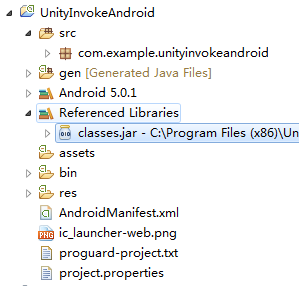 UnityInvokeAndroid
src
com.example.unityinvokeandroid
gen [Generated Java Files]
Android 5.0.1
Referenced Libraries
classes.jar - C:\Program Files (x86)\Un
assets
bin
res
AndroidManifest.xml
ic_launcher-web.png
proguard-project.txt
project.properties